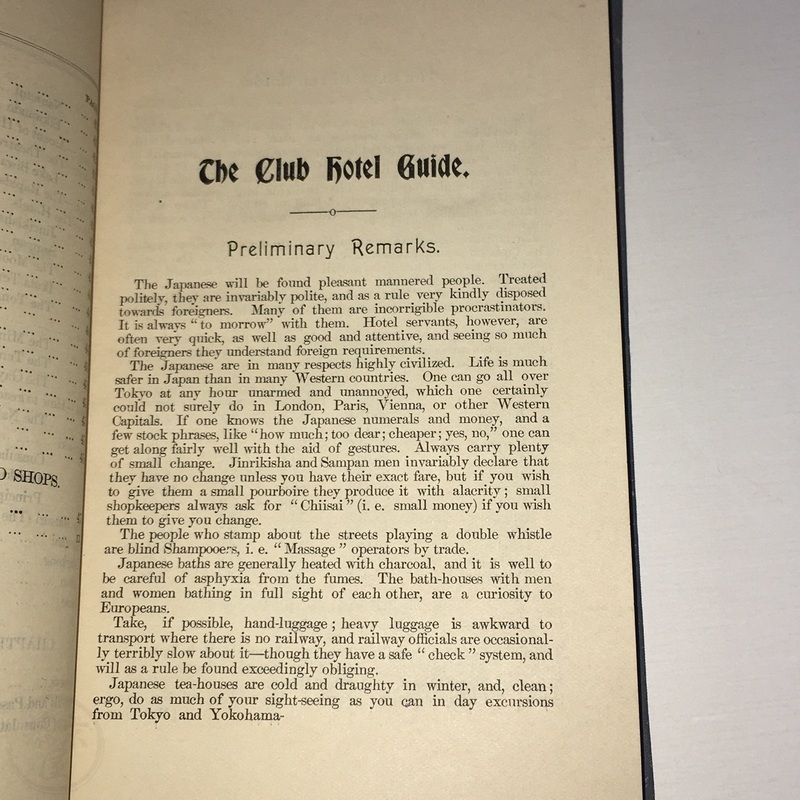 The Club Hotel Guide.
Preliminary Remarks.
The Japanese will be found pleasant mannered people. Treated
politely, they are invariably polite, and as a rule very kindly disposed
towards foreigners. Many of them are incorrigible procrastinators.
It is always "to morrow" with them. Hotel servants, however, are
often very quick, as well as good and attentive, and seeing so much
of foreigners they understand foreign requirements.
The Japanese are in many respects highly civilized. Life is much
safer in Japan than in many Western countries. One can go all over
Tokyo at any hour unarmed and unannoyed, which one certainly
could not surely do in London, Paris, Vienna, or other Western
Capitals. If one knows the Japanese numerals and money, and a
few stock phrases, like "how much; too dear; cheaper; yes, no," one can
get along fairly well with the aid of gestures. Always carry plenty
of small change. Jinrikisha and Sampan men invariably declare that
they have no change unless you have their exact fare, but if you wish
to give them a small pourboire they produce it with alacrity; small
shopkeepers always ask for "Chiisai" (i. e. small money) if you wish
them to give you change.
The people who stamp about the streets playing a double whistle
are blind Shampooers, i. e. "Massage" operators by trade.
Japanese baths are generally heated with charcoal, and it is well to
be careful of asphyxia from the fumes. The bath-houses with men
and women bathing in full sight of each other, are a curiosity to
Europeans.
Take, if possible, hand-luggage; heavy luggage is awkward to
transport where there is no railway, and railway officials are occasional-
ly terribly slow about it—though they have a safe "check" system, and
will as a rule be found exceedingly obliging.
Japanese tea-houses are cold and draughty in winter, and, clean;
ergo, do as much of your sight-seeing as you can in day excursions
from Tokyo and Yokohama-
SHOPS.